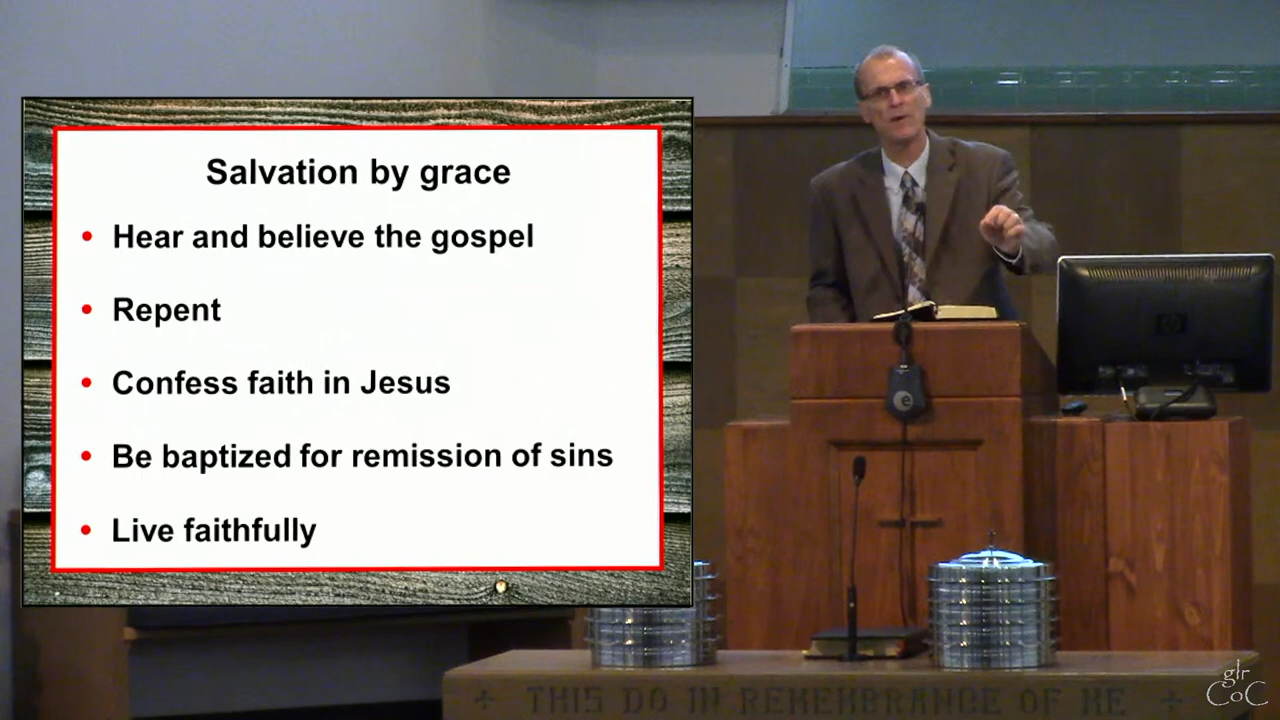 Salvation by grace
• Hear and believe the gospel
• Repent
• Confess faith in Jesus
• Be baptized for remission of sins
• Live faithfully
e
THIS DO IN REMEMBRANCE OF ME
glr
CoC